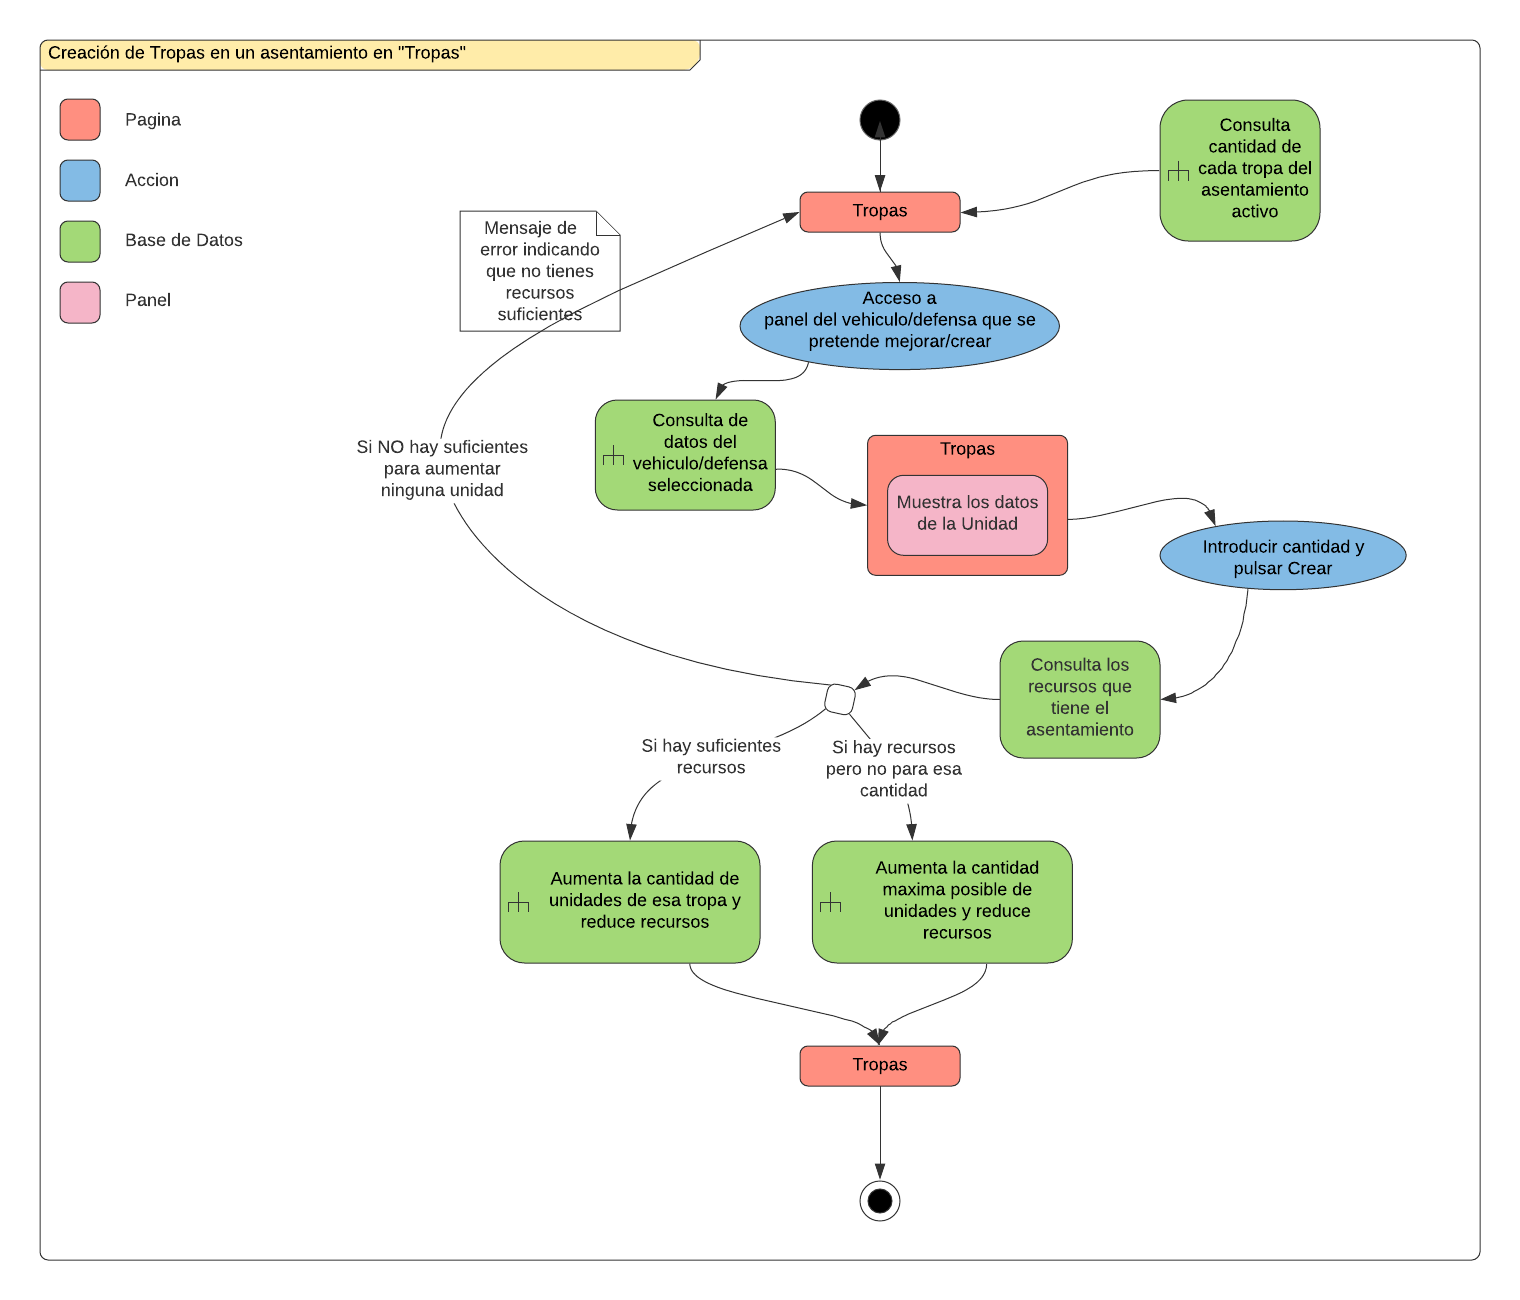 Creación de Tropas en un asentamiento en "Tropas"
Pagina
Accion
Base de Datos
Panel
Consulta
cantidad de
cada tropa del
asentamiento
activo
Tropas
Mensaje de
error indicando
que no tienes
recursos
suficientes
Acceso a
panel del vehiculo/defensa que se
pretende mejorar/crear
Consulta de
datos del
vehiculo/defensa
seleccionada
Tropas
Muestra los datos
de la Unidad
Si NO hay suficientes
para aumentar
ninguna unidad
Introducir cantidad y
pulsar Crear
Consulta los
recursos que
tiene el
asentamiento
Si hay suficientes
recursos
Si hay recursos
pero no para esa
cantidad
Aumenta la cantidad de
unidades de esa tropa y
reduce recursos
Aumenta la cantidad
maxima posible de
unidades y reduce
recursos
Tropas